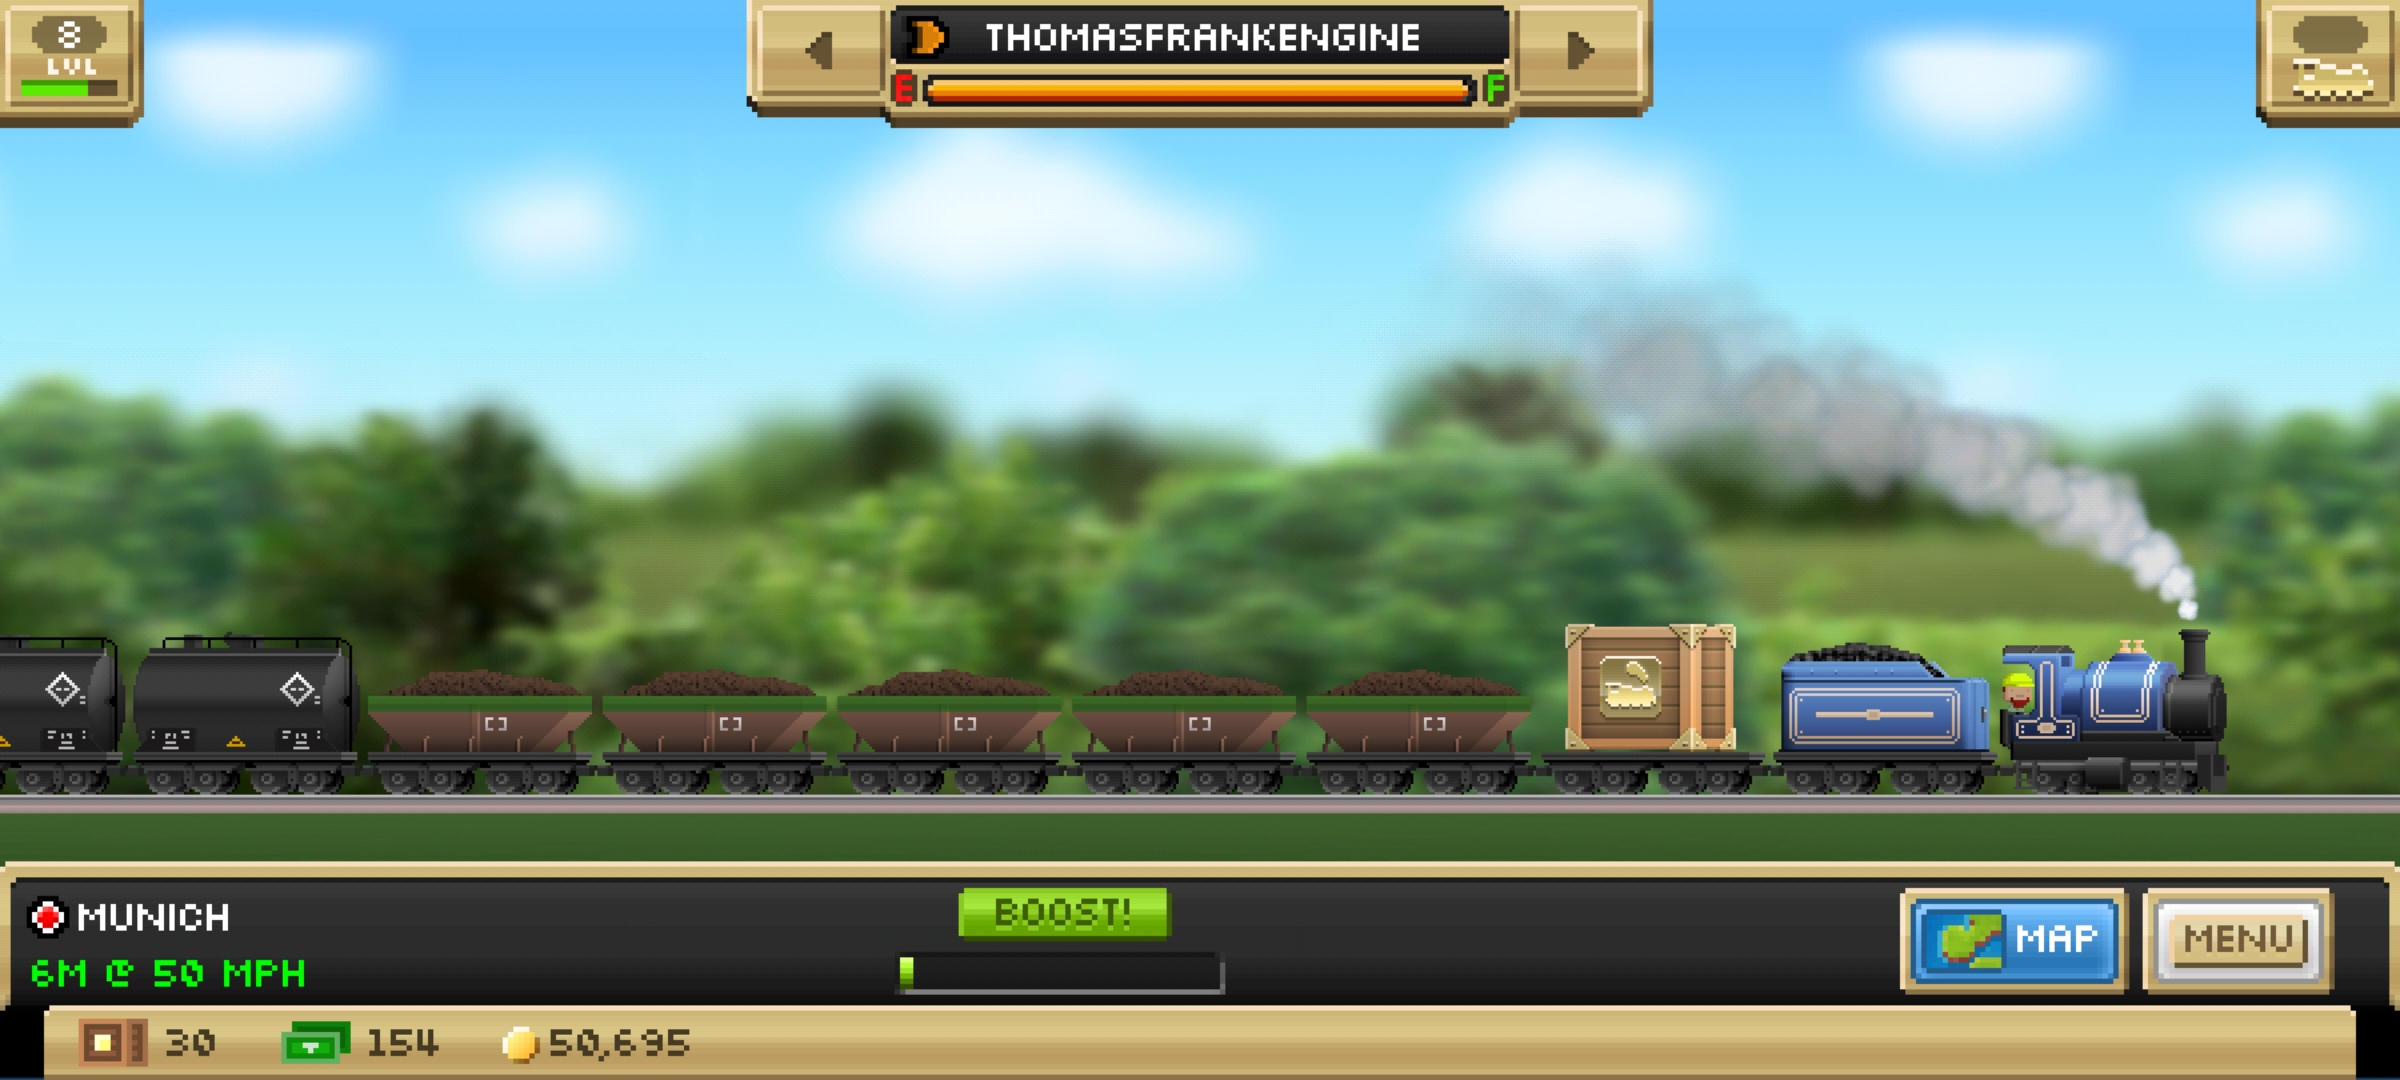 8
LVL
THOMASFRANKENGINE
E F
MUNICH
6M @ 50 MPH
BOOST!
MAP
MENU
30 154 50,695